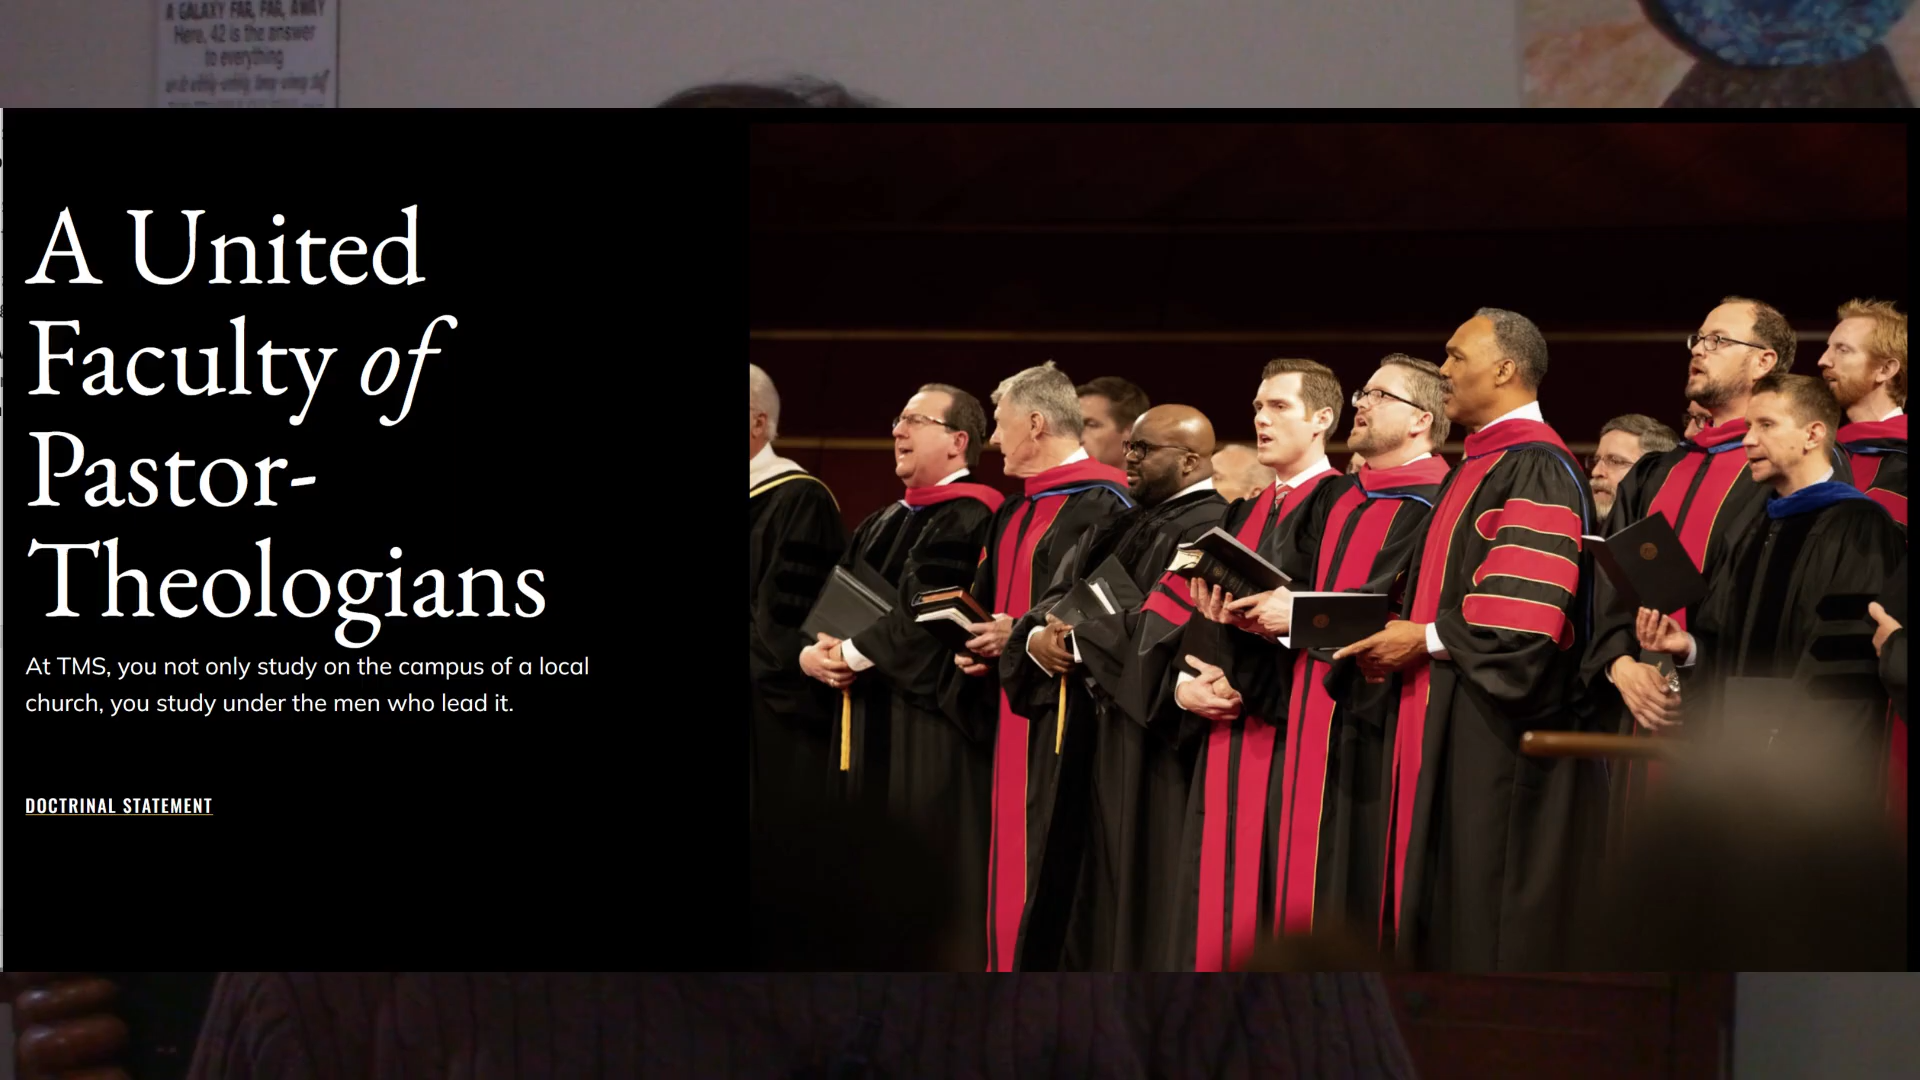 A GALAXY FAR, FAR, AWAY
Here, 42 is the answer
to everything
A United
Faculty of
Pastor-
Theologians
At TMS, you not only study on the campus of a local
church, you study under the men who lead it.
DOCTRINAL STATEMENT